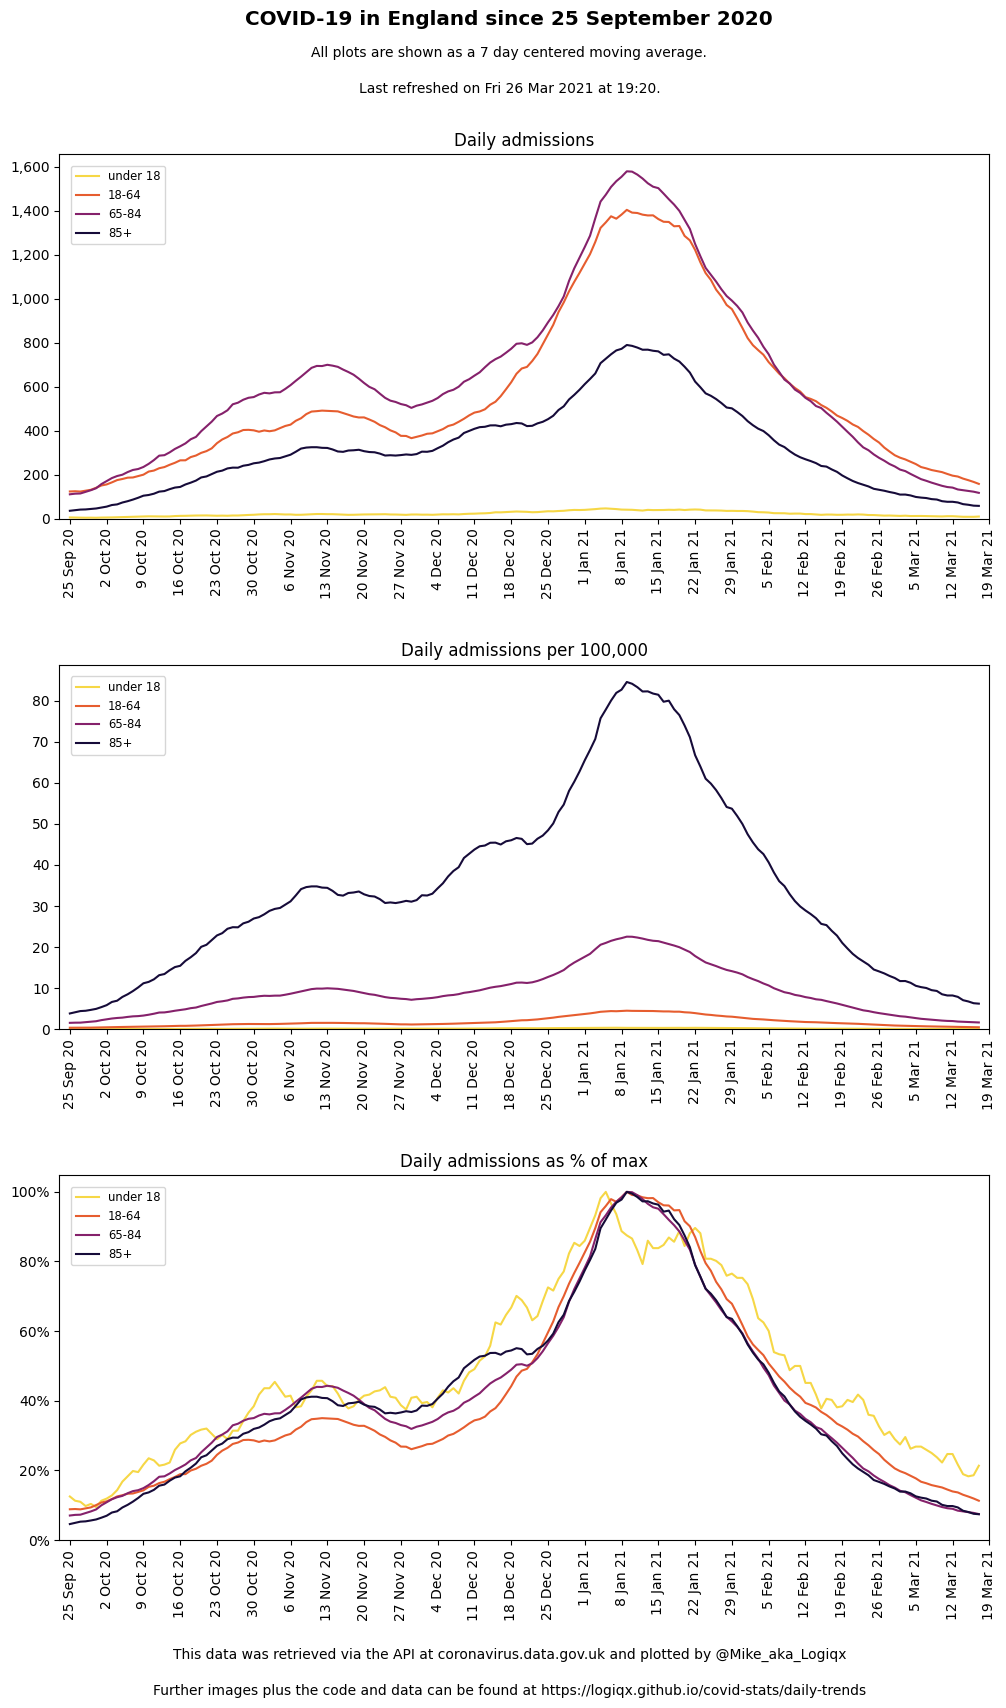 COVID-19 in England since 25 September 2020
All plots are shown as a 7 day centered moving average.
Last refreshed on Fri 26 Mar 2021 at 19:20.
Daily admissions
under 18
18-64
65-84
85+
1,600
1,400
1,200
1,000
800
600
400
200
0
25 Sep 20
2 Oct 20
9 Oct 20
16 Oct 20
23 Oct 20
30 Oct 20
6 Nov 20
13 Nov 20
20 Nov 20
27 Nov 20
4 Dec 20
11 Dec 20
18 Dec 20
25 Dec 20
1 Jan 21
8 Jan 21
15 Jan 21
22 Jan 21
29 Jan 21
5 Feb 21
12 Feb 21
19 Feb 21
26 Feb 21
5 Mar 21
12 Mar 21
19 Mar 21
Daily admissions per 100,000
under 18
18-64
65-84
85+
80
70
60
50
40
30
20
10
0
25 Sep 20
2 Oct 20
9 Oct 20
16 Oct 20
23 Oct 20
30 Oct 20
6 Nov 20
13 Nov 20
20 Nov 20
27 Nov 20
4 Dec 20
11 Dec 20
18 Dec 20
25 Dec 20
1 Jan 21
8 Jan 21
15 Jan 21
22 Jan 21
29 Jan 21
5 Feb 21
12 Feb 21
19 Feb 21
26 Feb 21
5 Mar 21
12 Mar 21
19 Mar 21
Daily admissions as % of max
under 18
18-64
65-84
85+
100%
80%
60%
40%
20%
0%
25 Sep 20
2 Oct 20
9 Oct 20
16 Oct 20
23 Oct 20
30 Oct 20
6 Nov 20
13 Nov 20
20 Nov 20
27 Nov 20
4 Dec 20
11 Dec 20
18 Dec 20
25 Dec 20
1 Jan 21
8 Jan 21
15 Jan 21
22 Jan 21
29 Jan 21
5 Feb 21
12 Feb 21
19 Feb 21
26 Feb 21
5 Mar 21
12 Mar 21
19 Mar 21
This data was retrieved via the API at coronavirus.data.gov.uk and plotted by @Mike_aka_Logiqx
Further images plus the code and data can be found at https://logiqx.github.io/covid-stats/daily-trends